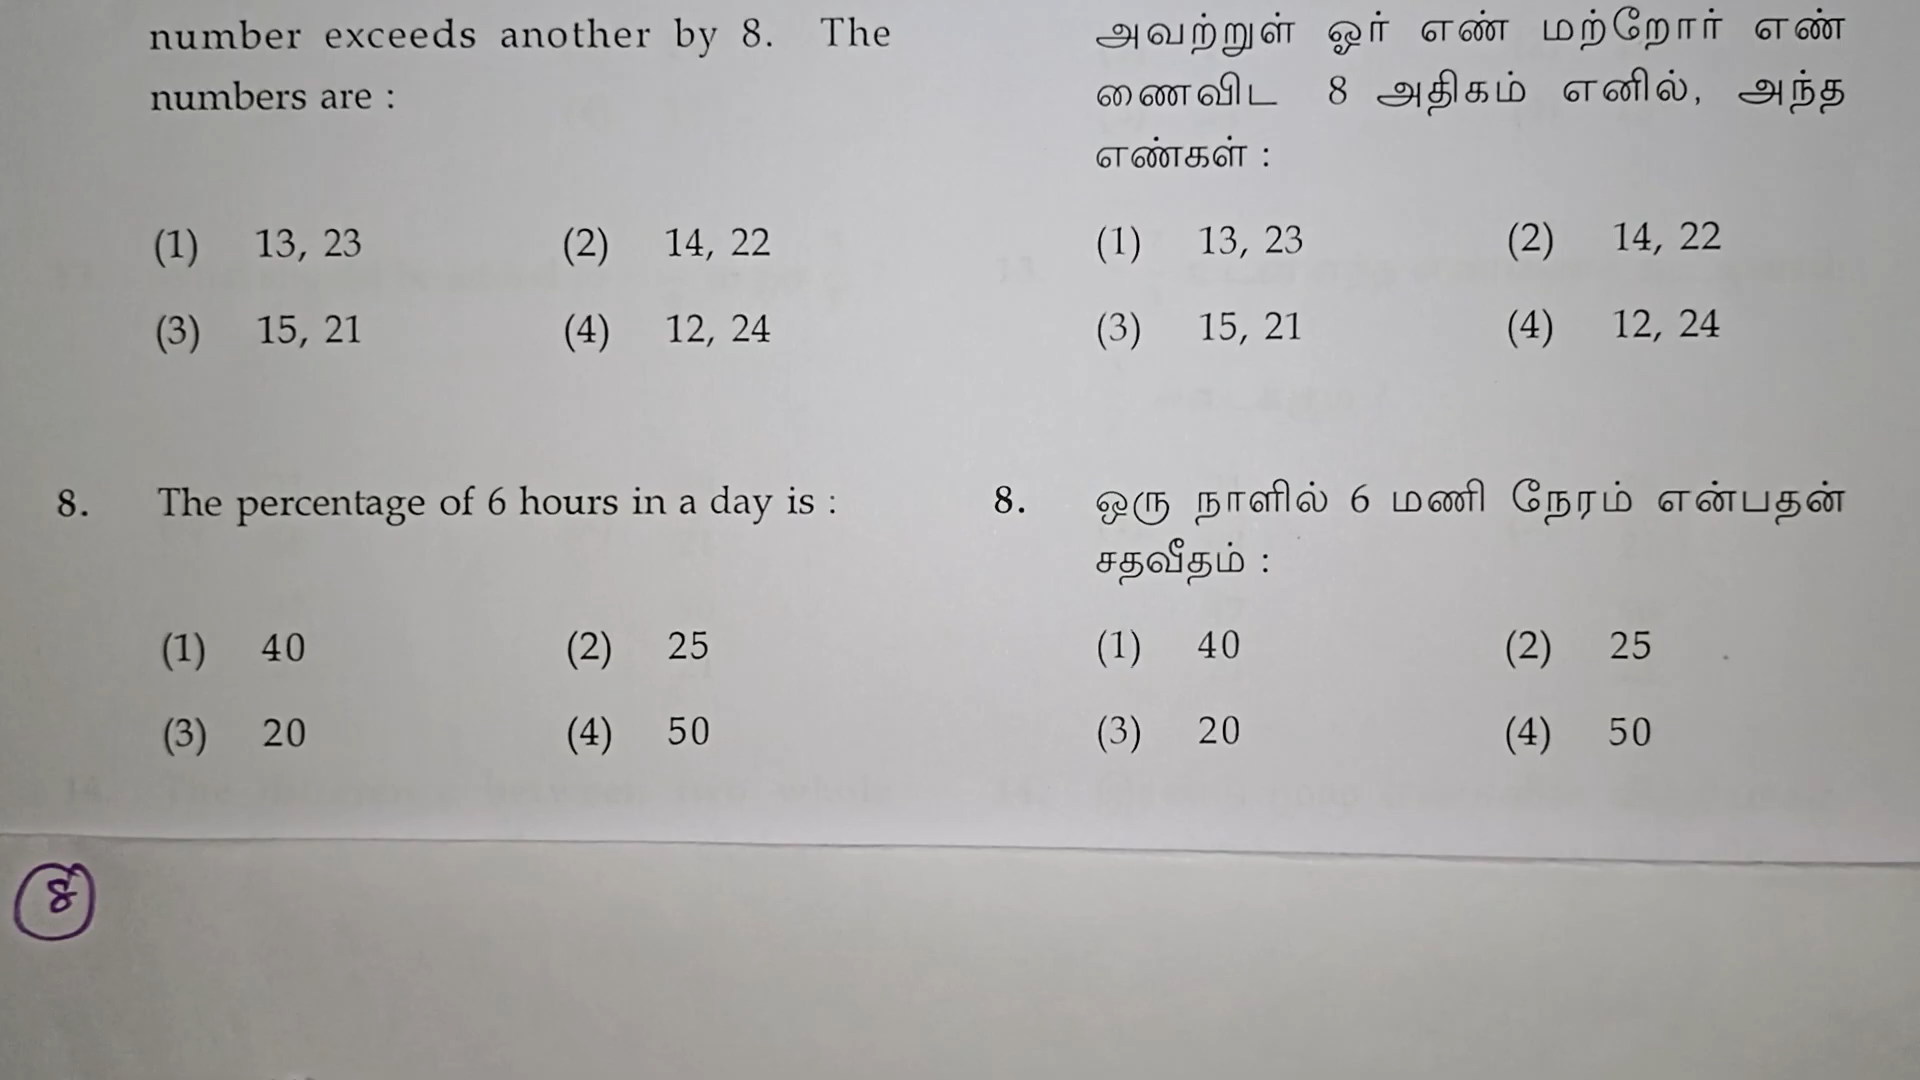 number exceeds another by 8. The
numbers are :
(1) 13, 23 (2) 14, 22
(3) 15, 21 (4) 12, 24
8. The percentage of 6 hours in a day is :
(1) 40 (2) 25
(3) 20 (4) 50
அவற்றுள் ஓர் எண் மற்றோர் எண்
ணைவிட 8 அதிகம் எனில், அந்த
எண்கள் :
(1) 13, 23 (2) 14, 22
(3) 15, 21 (4) 12, 24
8. ஒரு நாளில் 6 மணி நேரம் என்பதன்
சதவீதம் :
(1) 40 (2) 25
(3) 20 (4) 50
8